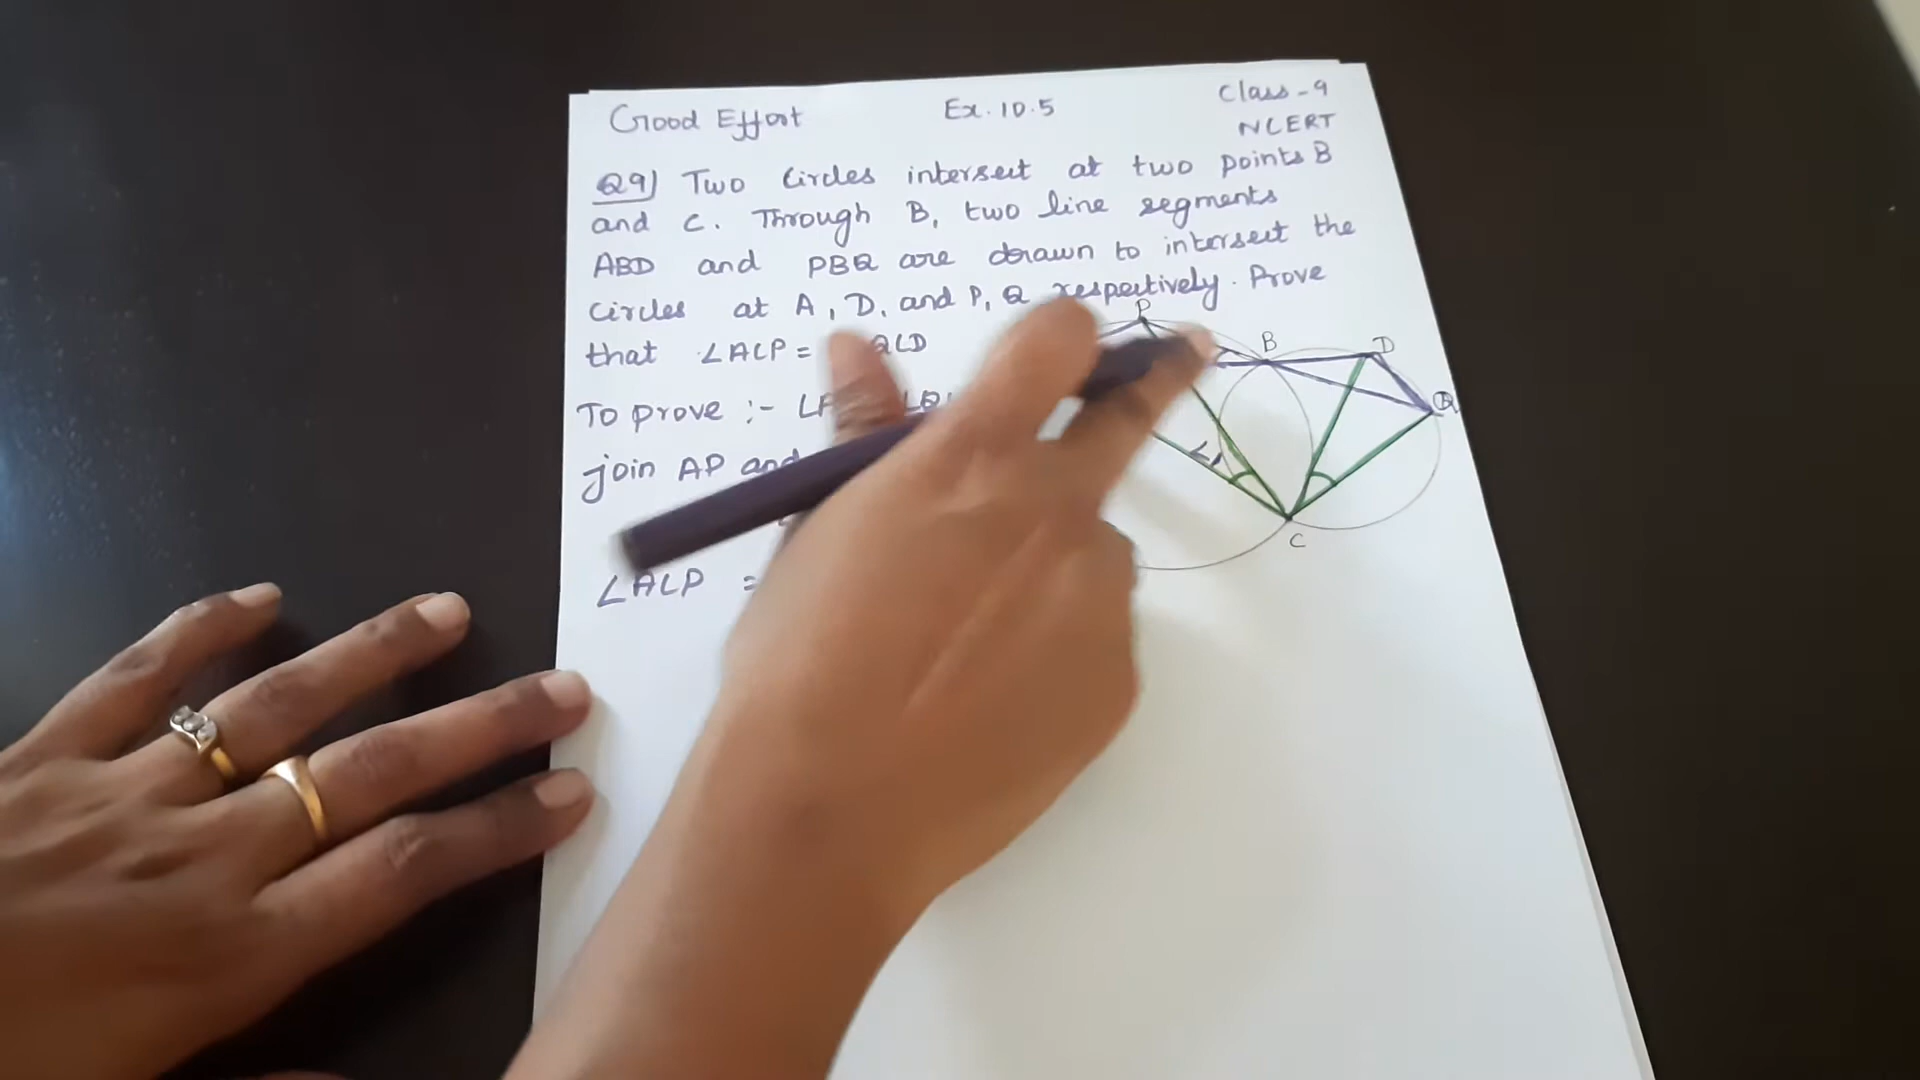 Good Effort Ex. 10.5 Class-9
NCERT
Q9) Two Circles intersect at two points B
and C. Through B, two line segments
ABD and PBQ are drawn to intersect the
Circles at A, D, and P, Q respectively. Prove
that ∠ACP = QCD
To prove :- 
join AP and
∠ACP =
P
B
D
Q
C